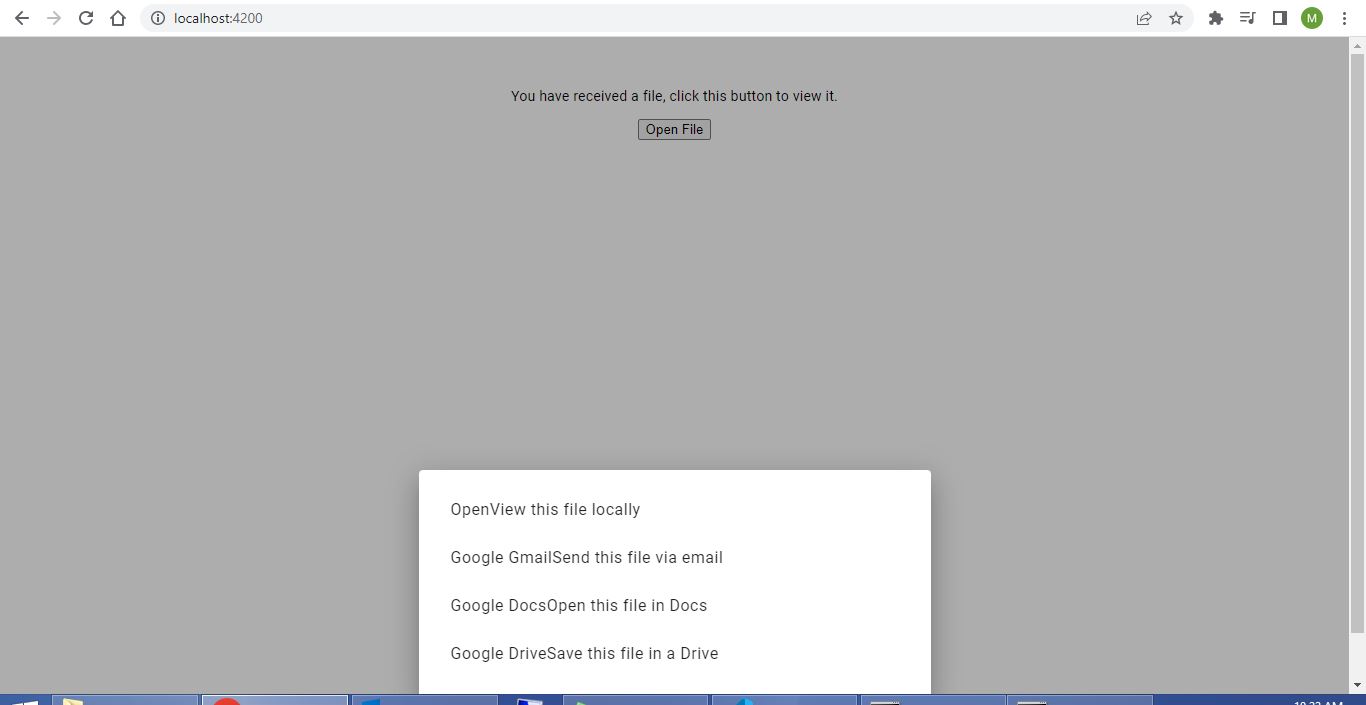 localhost:4200
M
You have received a file, click this button to view it.
Open File
OpenView this file locally
Google GmailSend this file via email
Google DocsOpen this file in Docs
Google DriveSave this file in a Drive